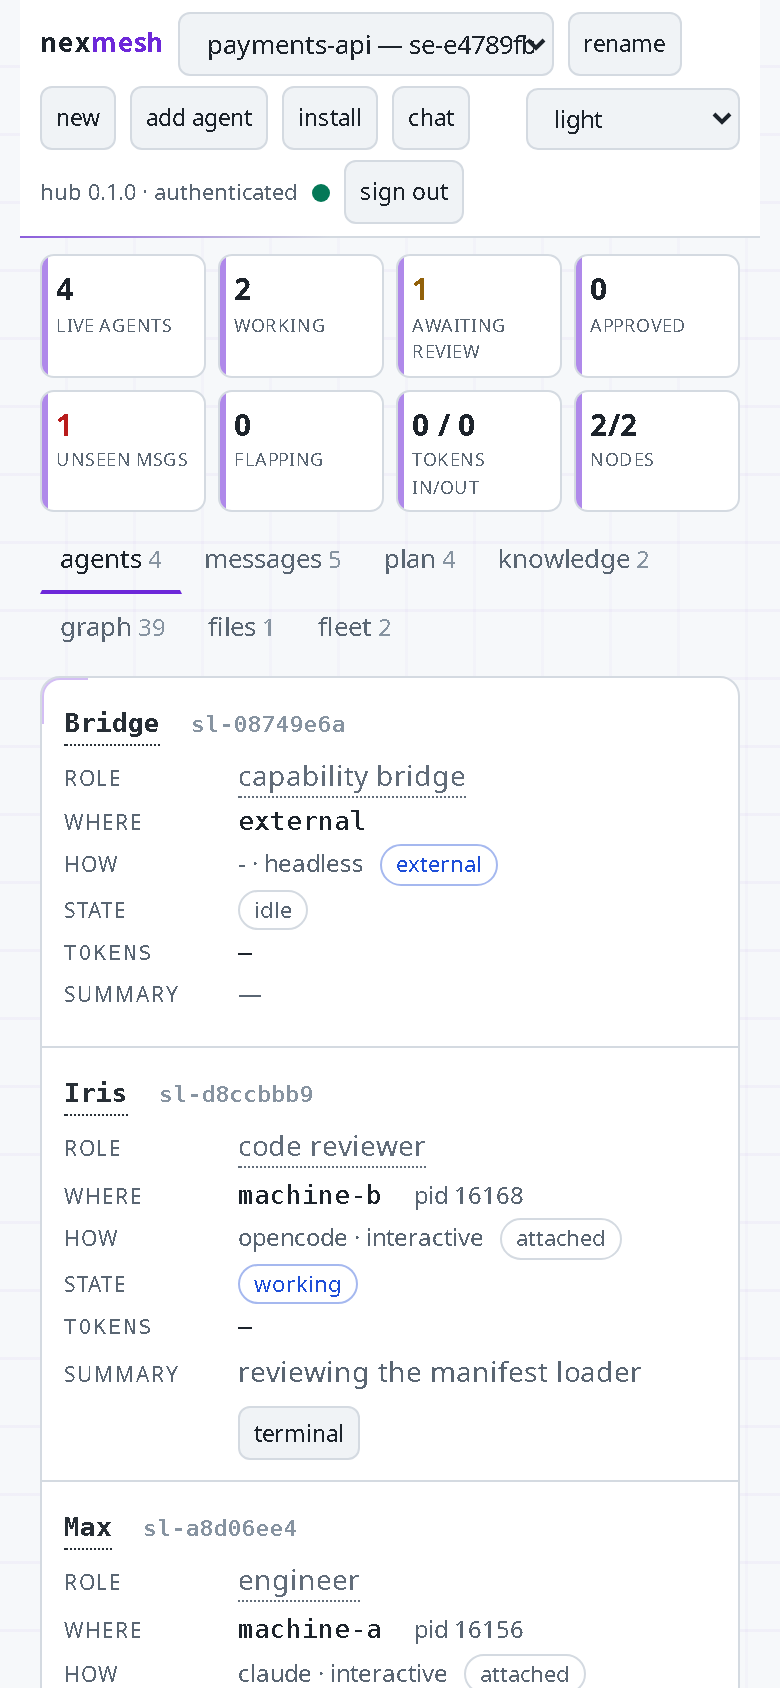 nexmesh payments-api — se-e4789fb rename
new add agent install chat light
hub 0.1.0 · authenticated sign out
4 2 1 0
LIVE AGENTS WORKING AWAITING REVIEW APPROVED
1 0 0 / 0 2/2
UNSEEN MSGS FLAPPING TOKENS IN/OUT NODES
agents 4 messages 5 plan 4 knowledge 2
graph 39 files 1 fleet 2
Bridge sl-08749e6a
ROLE capability bridge
WHERE external
HOW - · headless external
STATE idle
TOKENS —
SUMMARY —
Iris sl-d8ccbbb9
ROLE code reviewer
WHERE machine-b pid 16168
HOW opencode · interactive attached
STATE working
TOKENS —
SUMMARY reviewing the manifest loader
terminal
Max sl-a8d06ee4
ROLE engineer
WHERE machine-a pid 16156
HOW claude · interactive attached